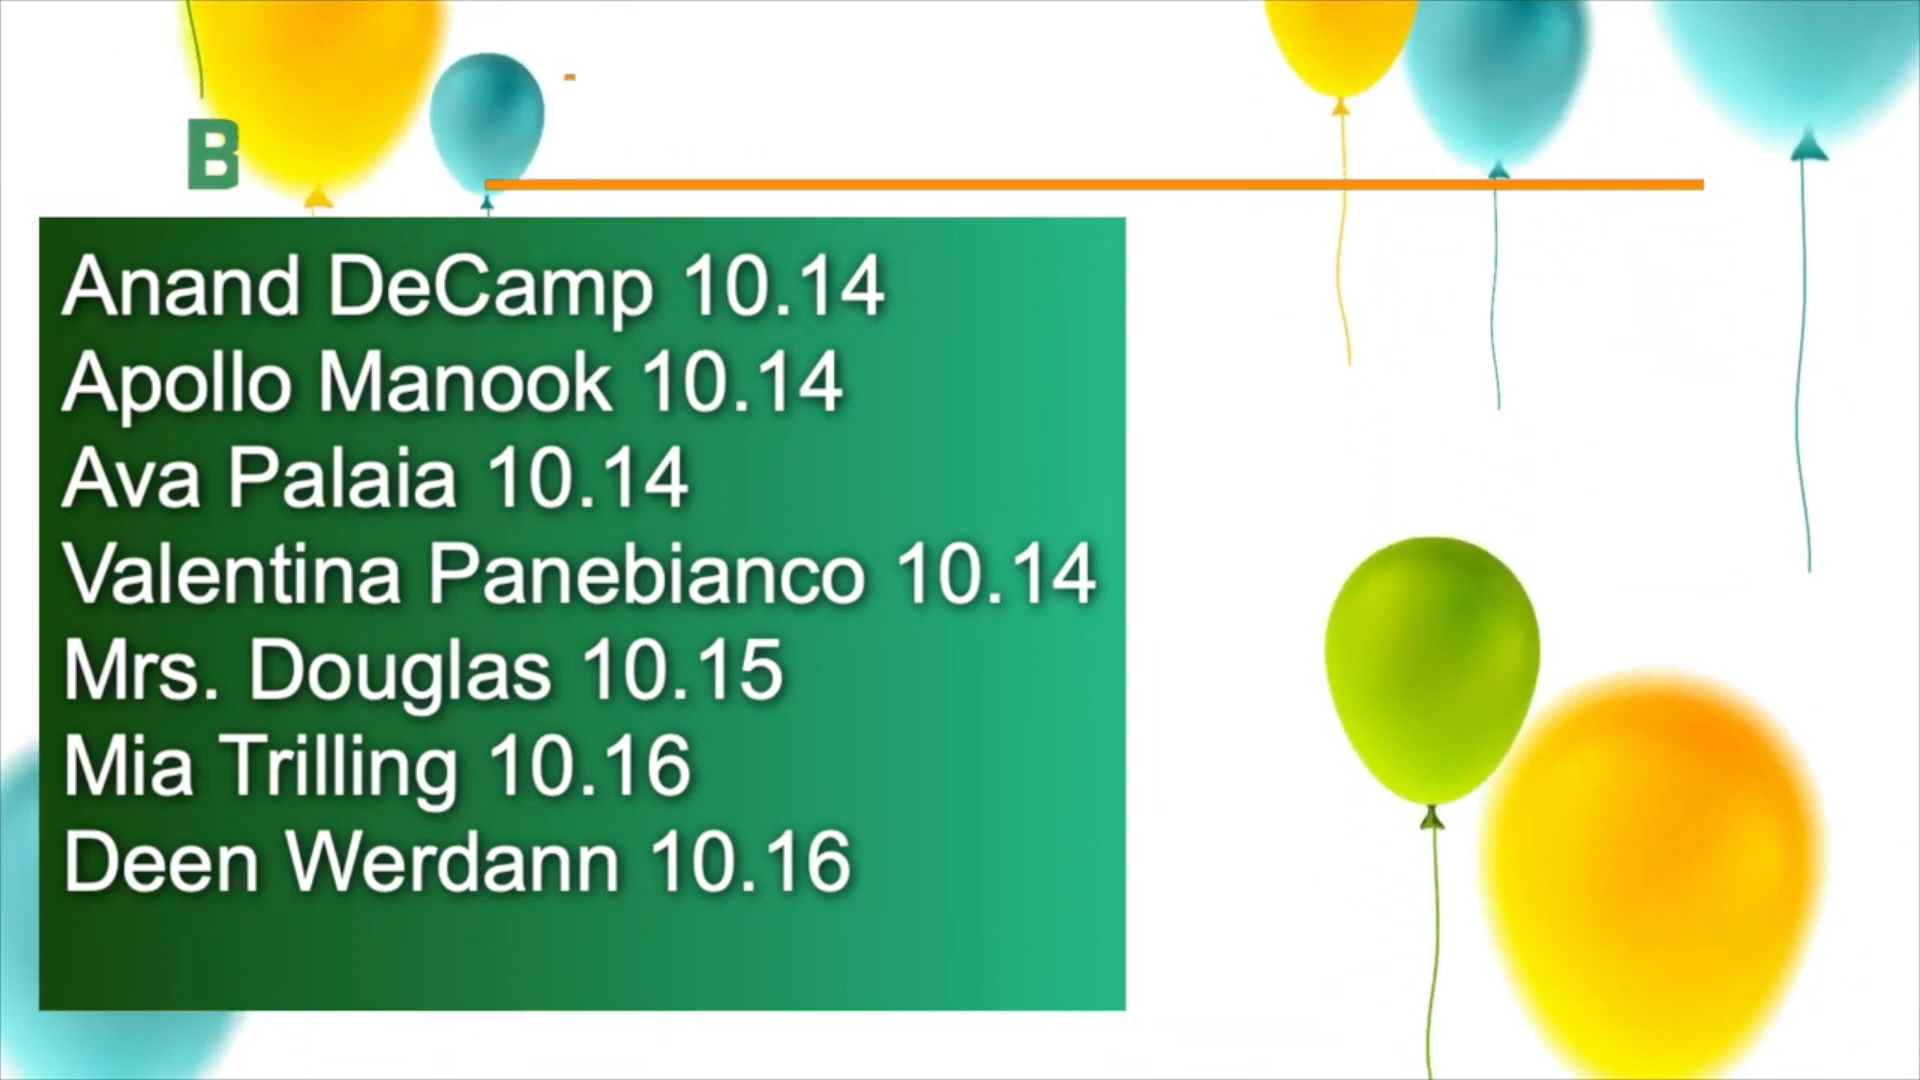 B
Anand DeCamp 10.14
Apollo Manook 10.14
Ava Palaia 10.14
Valentina Panebianco 10.14
Mrs. Douglas 10.15
Mia Trilling 10.16
Deen Werdann 10.16